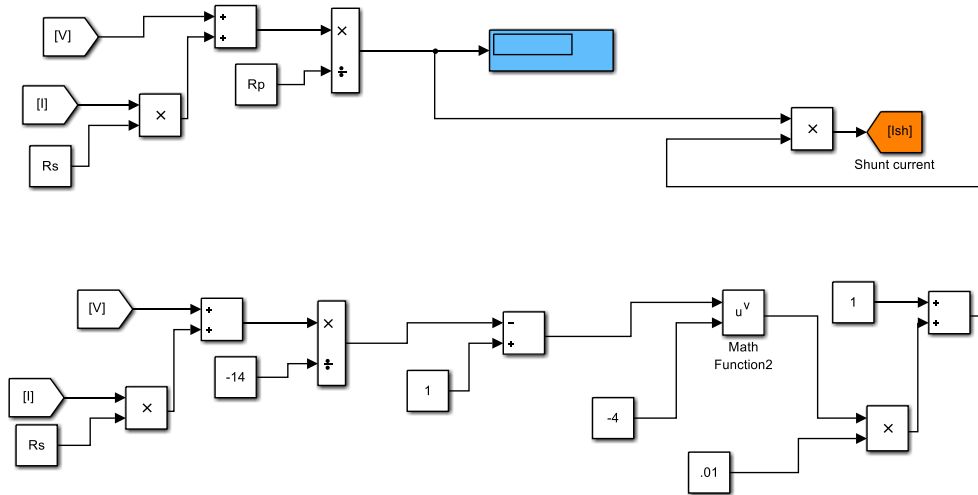 [V]
+
+
×
÷
Rp
[I]
×
Rs
×
[Ish]
Shunt current
[V]
+
+
×
÷
-14
[I]
×
Rs
−
+
1
u^v
Math
Function2
-4
1
+
+
×
.01